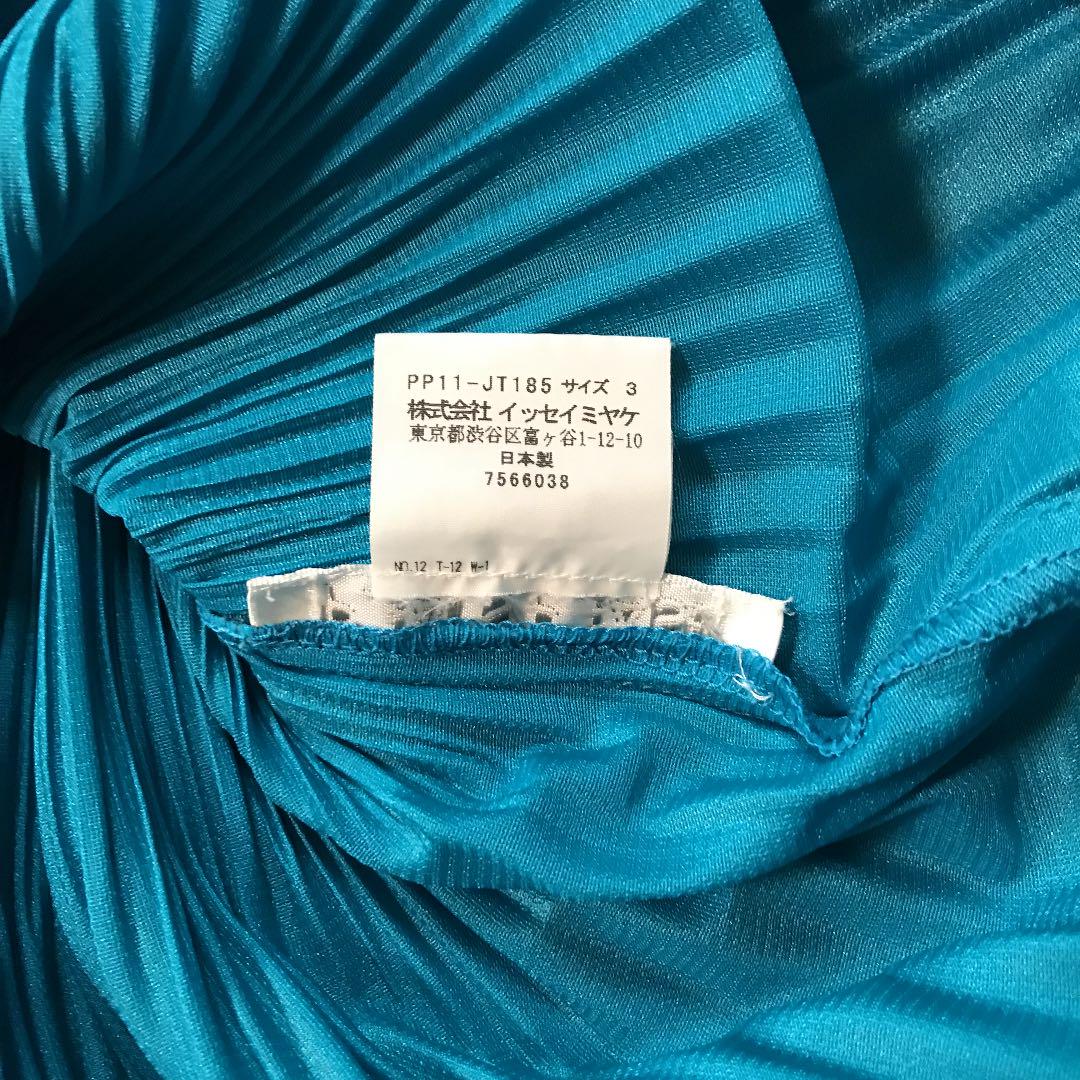 PP11-JT185 サイズ 3
株式会社 イッセイミヤケ
東京都渋谷区富ヶ谷1-12-10
日本製
7566038
NO.12 T-12 W-1